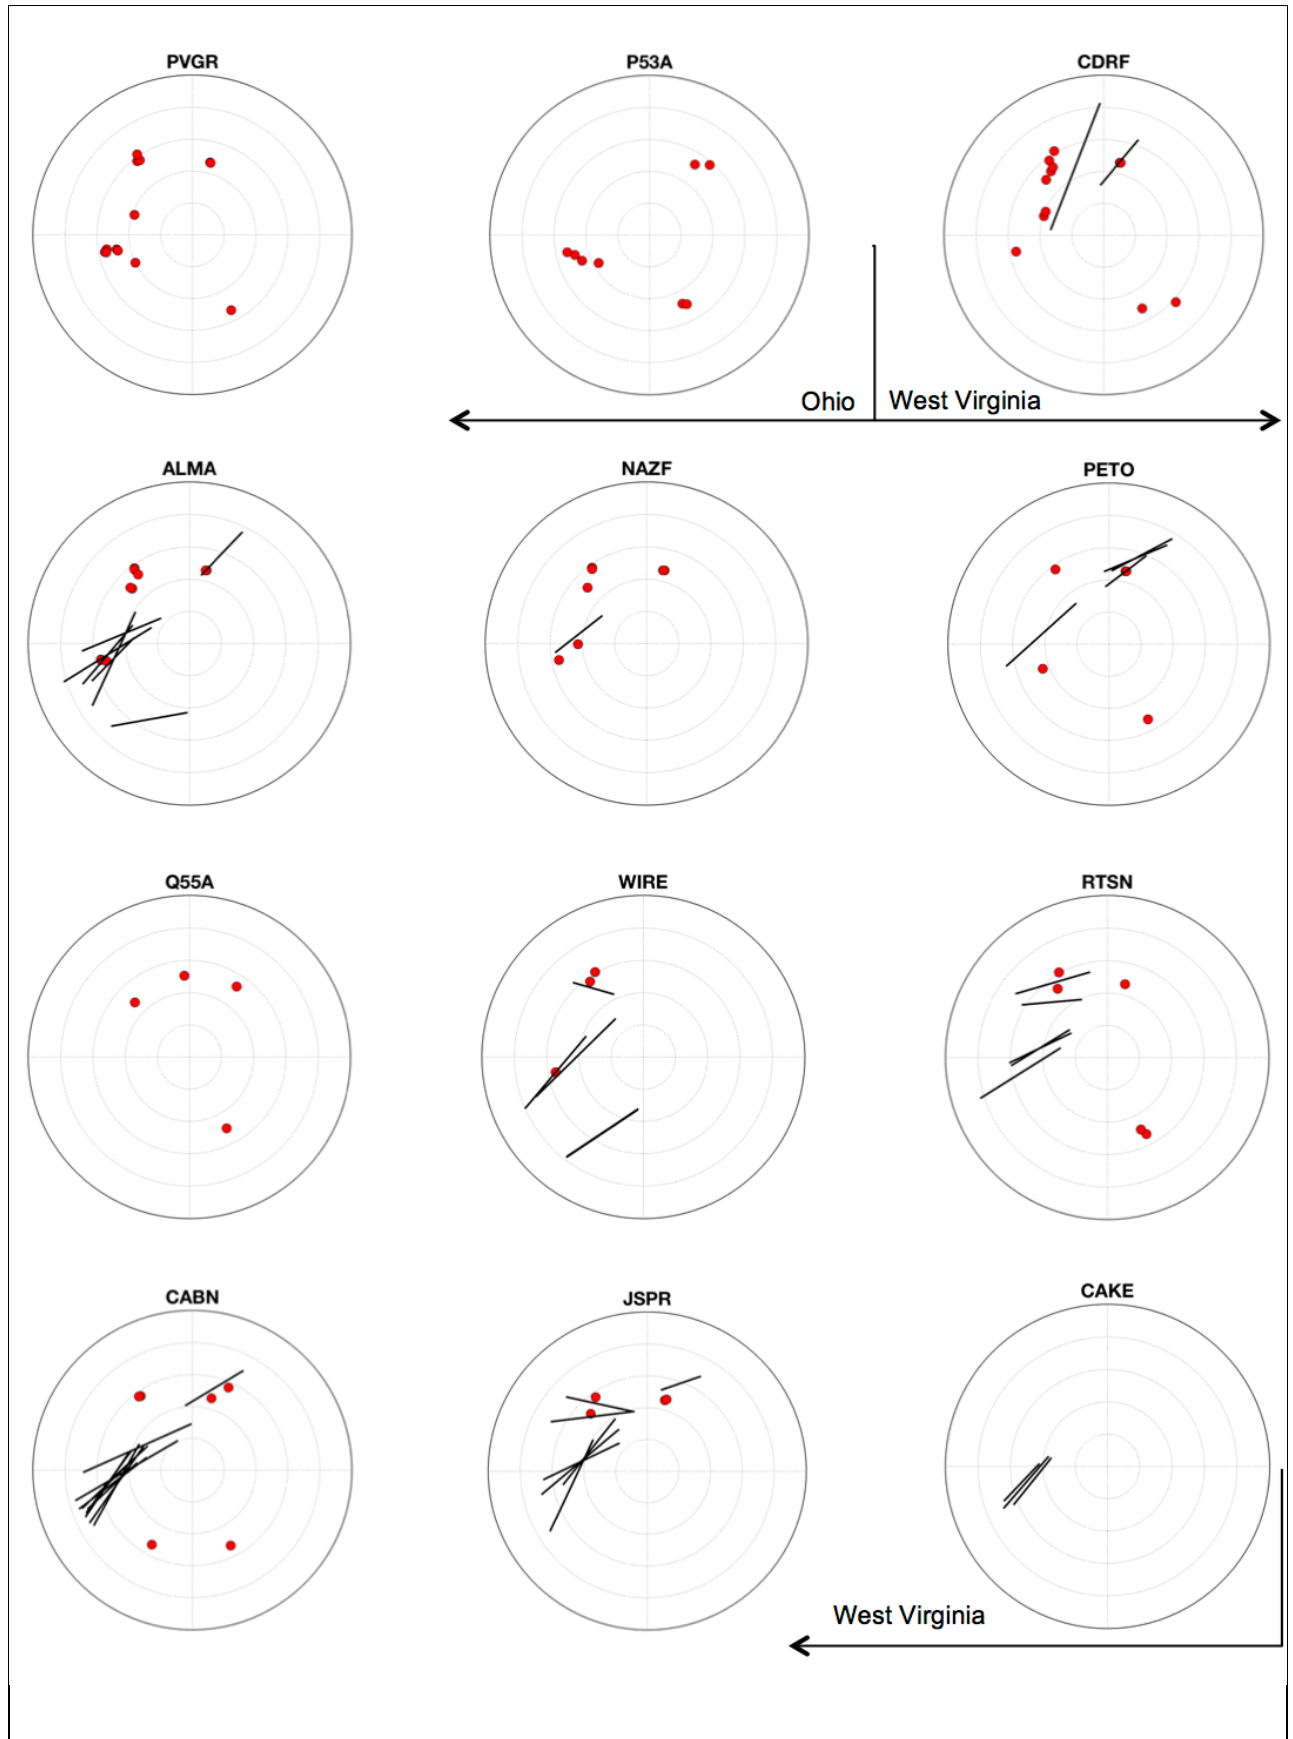 PVGR
P53A
CDRF
Ohio
West Virginia
ALMA
NAZF
PETO
Q55A
WIRE
RTSN
CABN
JSPR
CAKE
West Virginia